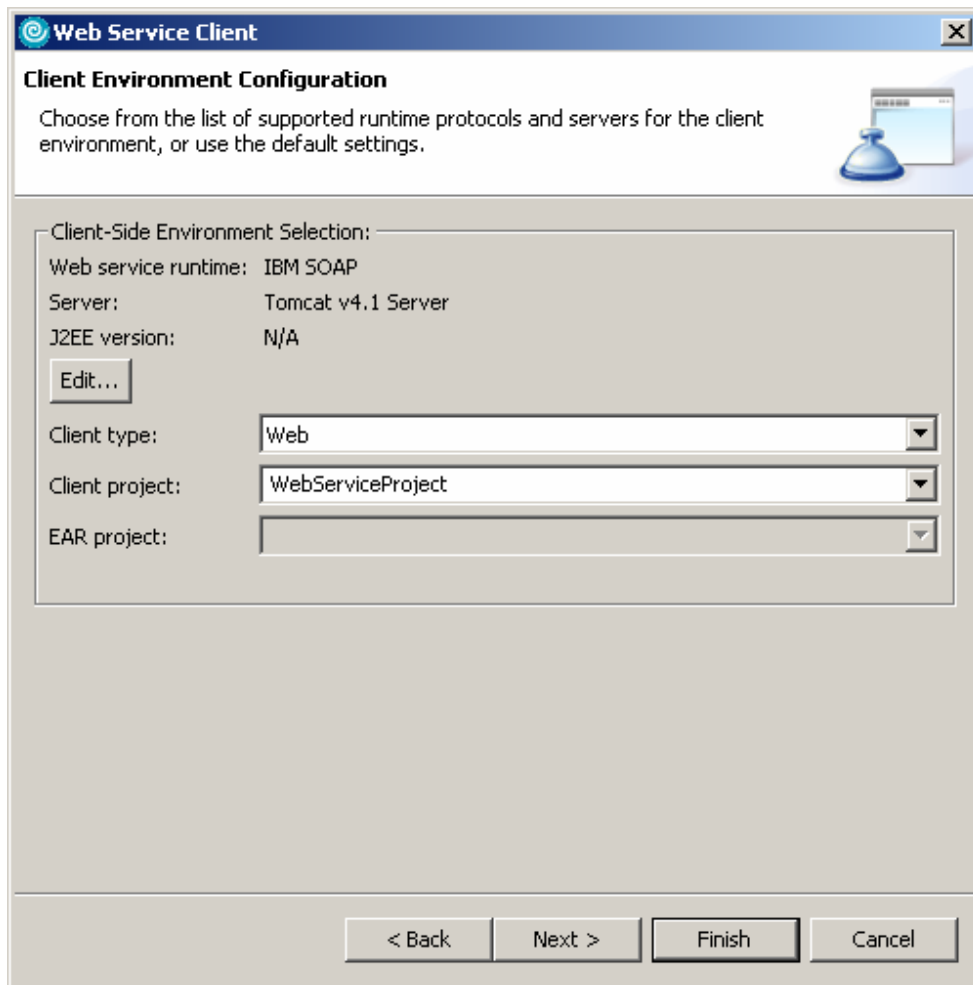 Web Service Client
Client Environment Configuration
Choose from the list of supported runtime protocols and servers for the client
environment, or use the default settings.
Client-Side Environment Selection:
Web service runtime: IBM SOAP
Server: Tomcat v4.1 Server
J2EE version: N/A
Edit...
Client type: Web
Client project: WebServiceProject
EAR project:
< Back Next > Finish Cancel